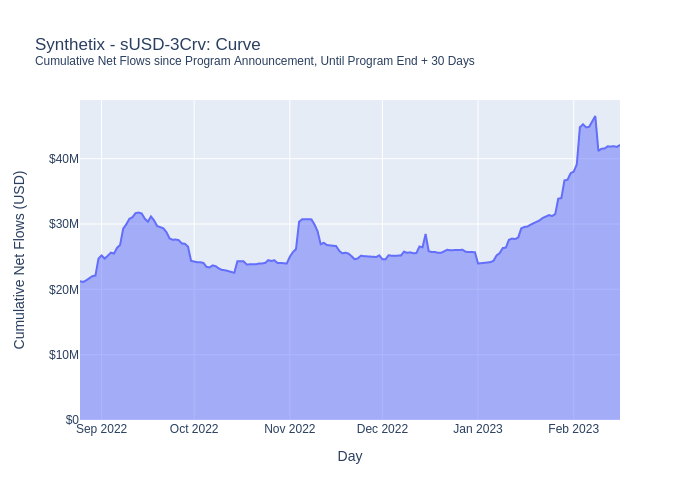 Synthetix - sUSD-3Crv: Curve
Cumulative Net Flows since Program Announcement, Until Program End + 30 Days
Cumulative Net Flows (USD)
$40M
$30M
$20M
$10M
$0
Sep 2022
Oct 2022
Nov 2022
Dec 2022
Jan 2023
Feb 2023
Day